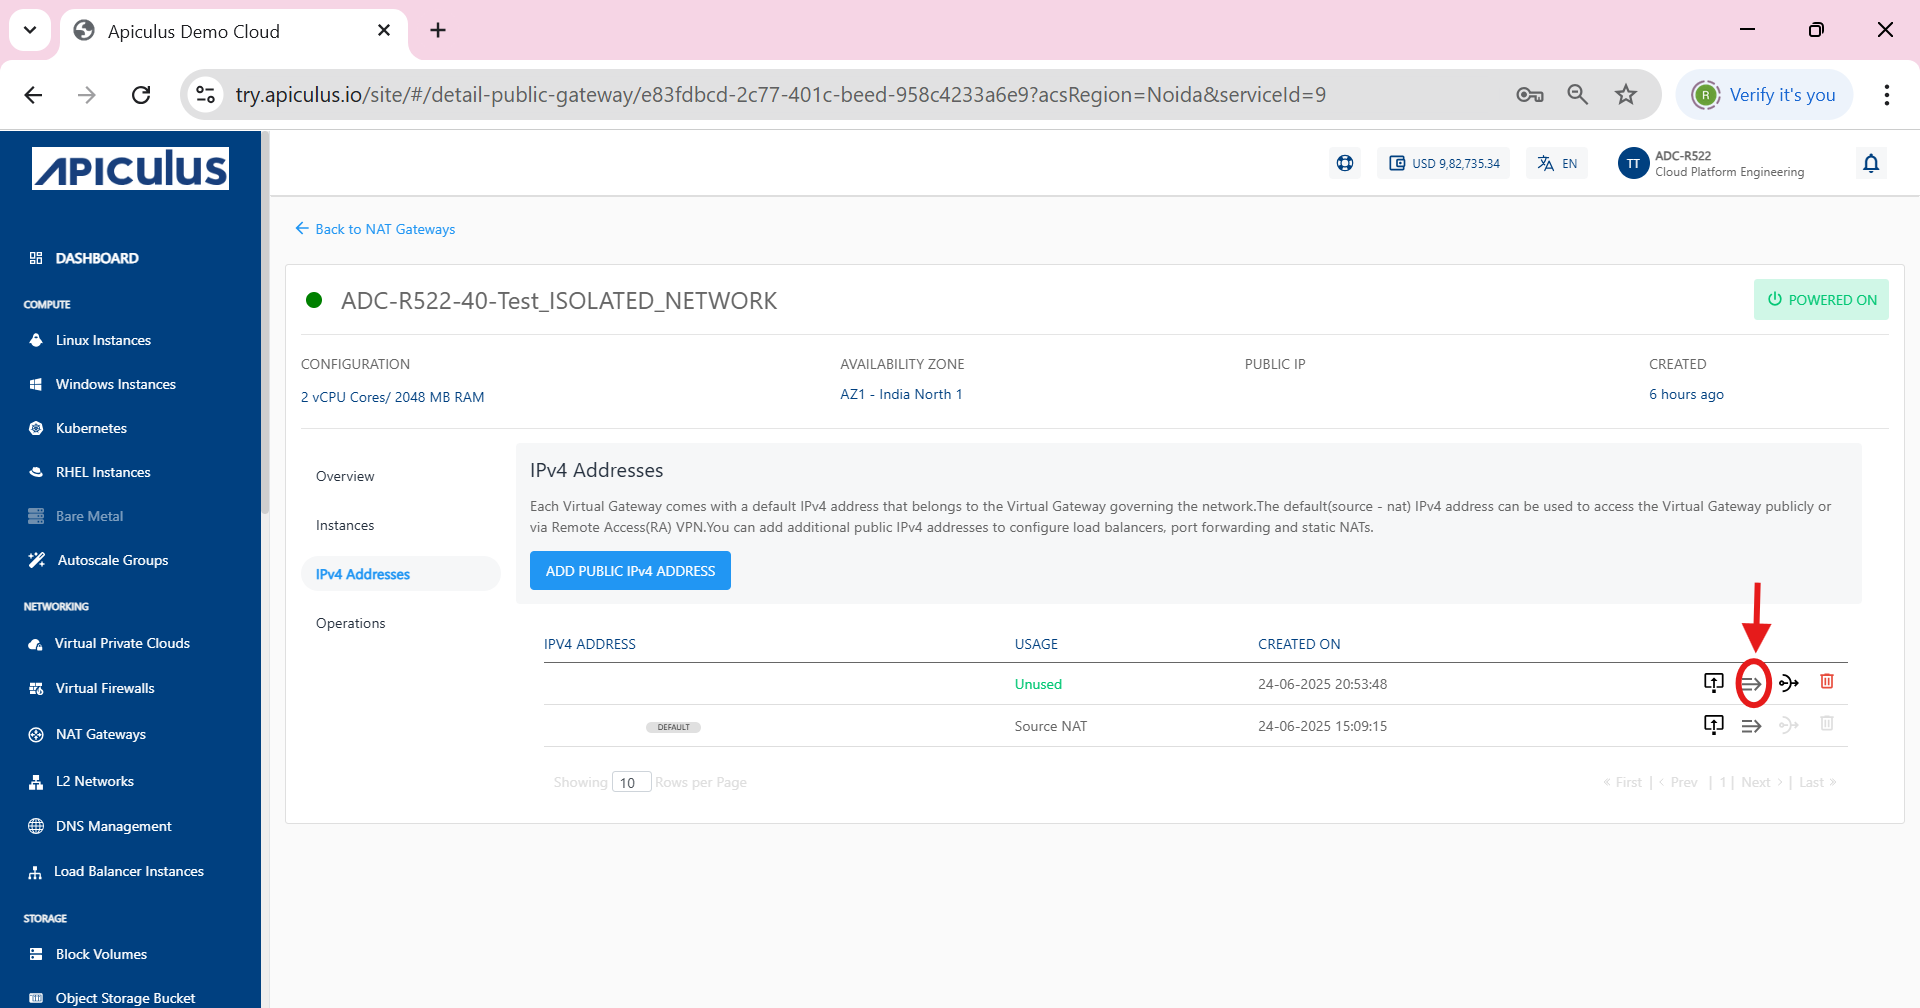 Apiculus Demo Cloud
try.apiculus.io/site/#/detail-public-gateway/e83fdbcd-2c77-401c-beed-958c4233a6e9?acsRegion=Noida&serviceId=9
R
Verify it's you
APICULUS
USD 9,82,735.34
EN
TT
ADC-R522
Cloud Platform Engineering
Back to NAT Gateways
DASHBOARD
COMPUTE
Linux Instances
Windows Instances
Kubernetes
RHEL Instances
Bare Metal
Autoscale Groups
NETWORKING
Virtual Private Clouds
Virtual Firewalls
NAT Gateways
L2 Networks
DNS Management
Load Balancer Instances
STORAGE
Block Volumes
Object Storage Bucket
ADC-R522-40-Test_ISOLATED_NETWORK
POWERED ON
CONFIGURATION
2 vCPU Cores/ 2048 MB RAM
AVAILABILITY ZONE
AZ1 - India North 1
PUBLIC IP
CREATED
6 hours ago
Overview
Instances
IPv4 Addresses
Operations
IPv4 Addresses
Each Virtual Gateway comes with a default IPv4 address that belongs to the Virtual Gateway governing the network.The default(source - nat) IPv4 address can be used to access the Virtual Gateway publicly or
via Remote Access(RA) VPN.You can add additional public IPv4 addresses to configure load balancers, port forwarding and static NATs.
ADD PUBLIC IPv4 ADDRESS
IPV4 ADDRESS USAGE CREATED ON
Unused 24-06-2025 20:53:48
DEFAULT Source NAT 24-06-2025 15:09:15
Showing 10 Rows per Page
« First | ‹ Prev | 1 | Next › | Last »